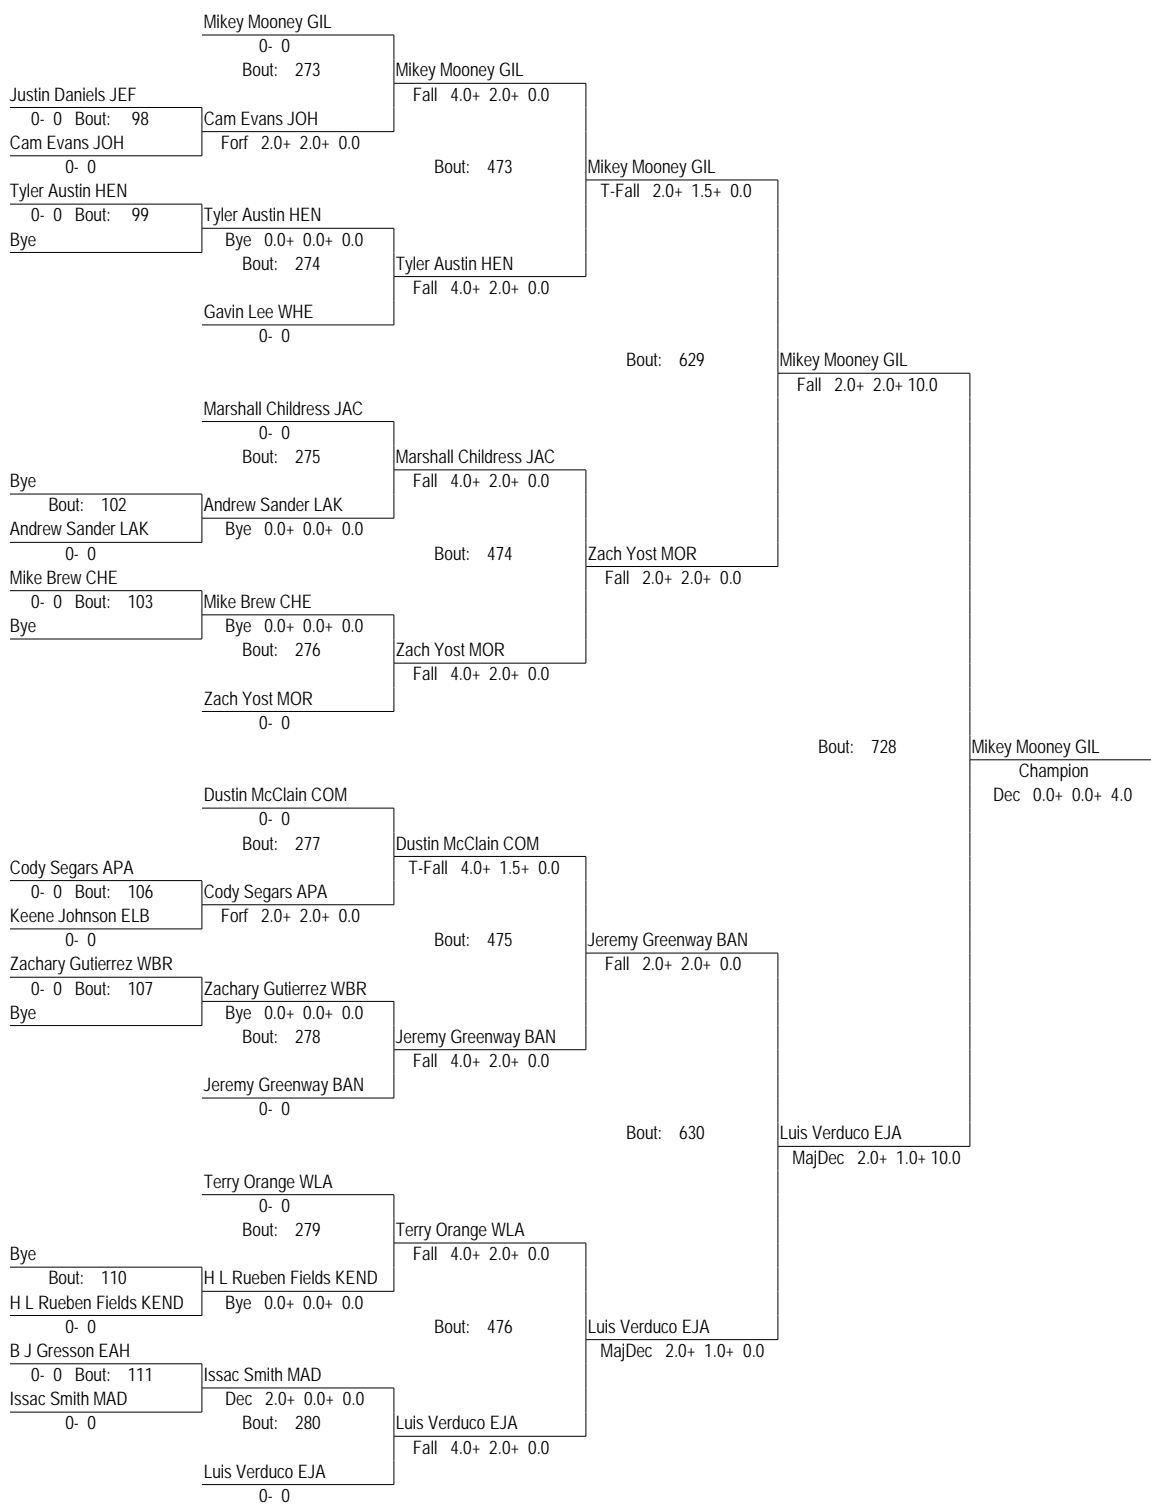 Mikey Mooney GIL
0- 0
Bout: 273
Mikey Mooney GIL
Fall 4.0+ 2.0+ 0.0
Justin Daniels JEF
0- 0 Bout: 98
Cam Evans JOH
Cam Evans JOH
Forf 2.0+ 2.0+ 0.0
0- 0
Bout: 473
Mikey Mooney GIL
T-Fall 2.0+ 1.5+ 0.0
Tyler Austin HEN
0- 0 Bout: 99
Tyler Austin HEN
Bye
Bye 0.0+ 0.0+ 0.0
Bout: 274
Tyler Austin HEN
Fall 4.0+ 2.0+ 0.0
Gavin Lee WHE
0- 0
Bout: 629
Mikey Mooney GIL
Fall 2.0+ 2.0+ 10.0
Marshall Childress JAC
0- 0
Bout: 275
Marshall Childress JAC
Fall 4.0+ 2.0+ 0.0
Bye
Bout: 102
Andrew Sander LAK
Andrew Sander LAK
Bye 0.0+ 0.0+ 0.0
0- 0
Bout: 474
Zach Yost MOR
Fall 2.0+ 2.0+ 0.0
Mike Brew CHE
0- 0 Bout: 103
Mike Brew CHE
Bye
Bye 0.0+ 0.0+ 0.0
Bout: 276
Zach Yost MOR
Fall 4.0+ 2.0+ 0.0
Zach Yost MOR
0- 0
Bout: 728
Mikey Mooney GIL
Champion
Dec 0.0+ 0.0+ 4.0
Dustin McClain COM
0- 0
Bout: 277
Dustin McClain COM
T-Fall 4.0+ 1.5+ 0.0
Cody Segars APA
0- 0 Bout: 106
Cody Segars APA
Keene Johnson ELB
Forf 2.0+ 2.0+ 0.0
0- 0
Bout: 475
Jeremy Greenway BAN
Fall 2.0+ 2.0+ 0.0
Zachary Gutierrez WBR
0- 0 Bout: 107
Zachary Gutierrez WBR
Bye
Bye 0.0+ 0.0+ 0.0
Bout: 278
Jeremy Greenway BAN
Fall 4.0+ 2.0+ 0.0
Jeremy Greenway BAN
0- 0
Bout: 630
Luis Verduco EJA
MajDec 2.0+ 1.0+ 10.0
Terry Orange WLA
0- 0
Bout: 279
Terry Orange WLA
Fall 4.0+ 2.0+ 0.0
Bye
Bout: 110
H L Rueben Fields KEND
H L Rueben Fields KEND
Bye 0.0+ 0.0+ 0.0
0- 0
Bout: 476
Luis Verduco EJA
MajDec 2.0+ 1.0+ 0.0
B J Gresson EAH
0- 0 Bout: 111
Issac Smith MAD
Issac Smith MAD
Dec 2.0+ 0.0+ 0.0
0- 0
Bout: 280
Luis Verduco EJA
Fall 4.0+ 2.0+ 0.0
Luis Verduco EJA
0- 0